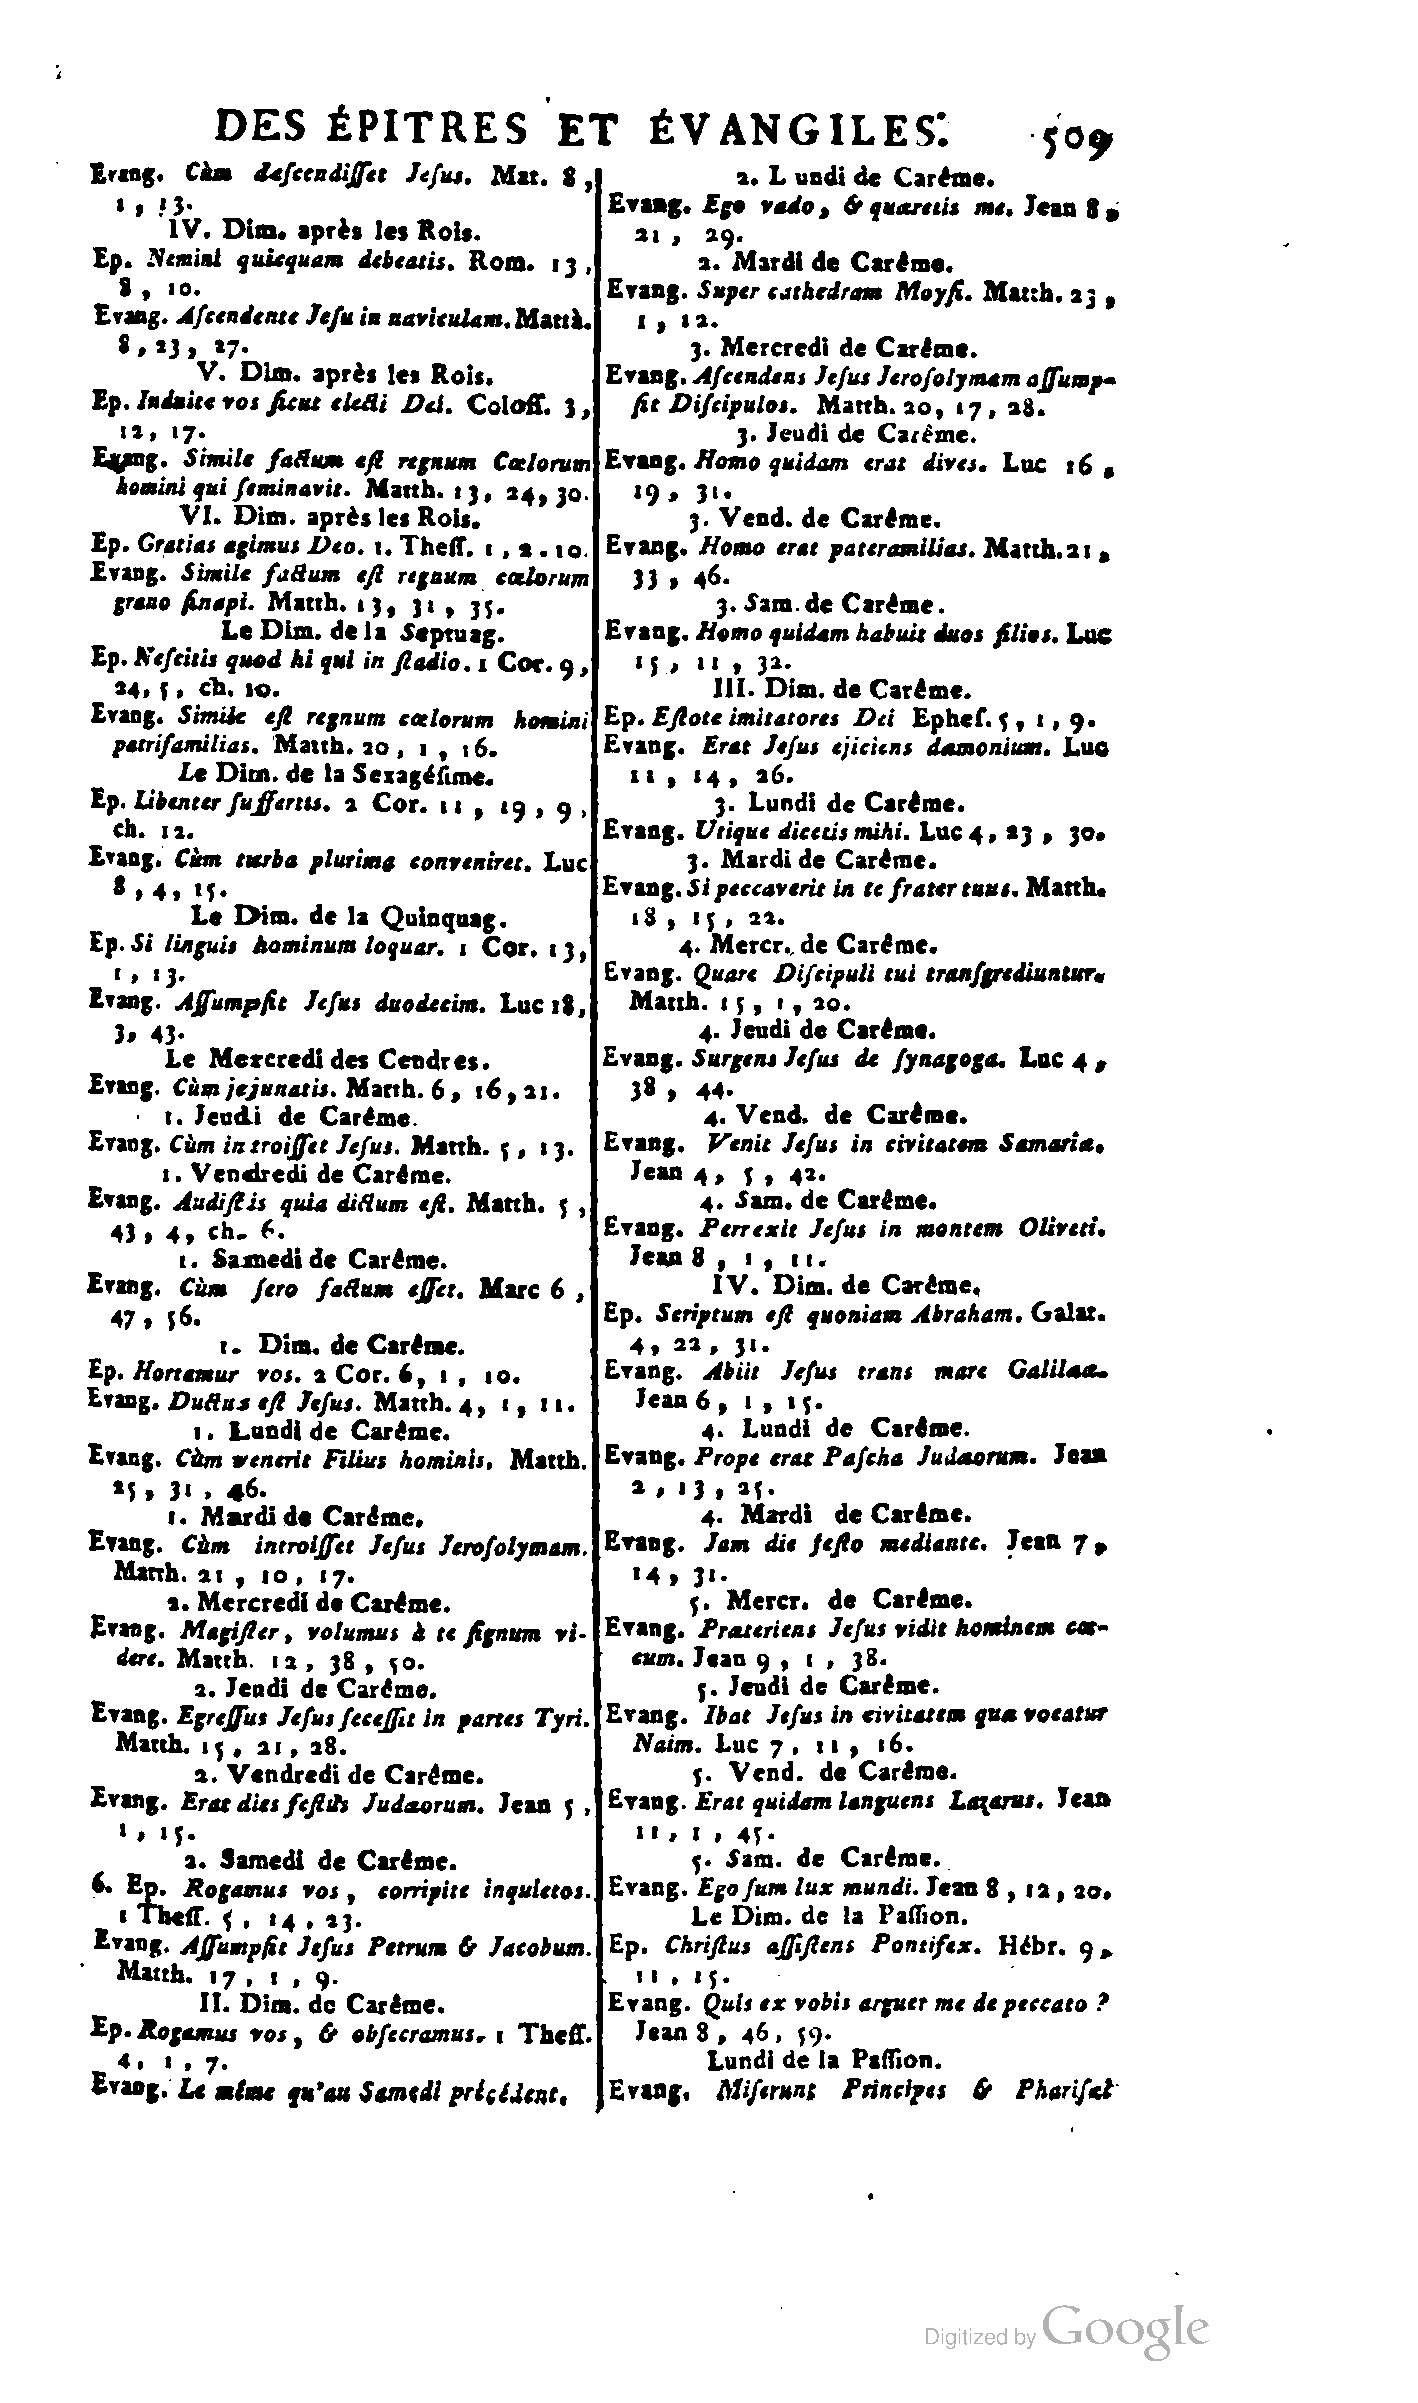 DES ÉPITRES ET ÉVANGILES. 509
Evang. Cùm deſcendiſſet Jeſus. Mat. 8,
1, 13.
IV. Dim. après les Rois.
Ep. Nemini quicquam debeatis. Rom. 13,
8, 10.
Evang. Aſcendente Jeſu in naviculam. Matth.
8, 23, 27.
V. Dim. après les Rois.
Ep. Induite vos ſicut electi Dei. Coloſſ. 3,
12, 17.
Evang. Simile factum eſt regnum Cœlorum
homini qui ſeminavit. Matth. 13, 24, 30.
VI. Dim. après les Rois.
Ep. Gratias agimus Deo. 1. Theſſ. 1, 2. 10.
Evang. Simile factum eſt regnum cœlorum
grano ſinapi. Matth. 13, 31, 35.
Le Dim. de la Septuag.
Ep. Neſcitis quod hi qui in ſtadio. 1 Cor. 9,
24, 5, ch. 10.
Evang. Simile eſt regnum cœlorum homini
patrifamilias. Matth. 20, 1, 16.
Le Dim. de la Sexagéſime.
Ep. Libenter ſuffertis. 2 Cor. 11, 19, 9,
ch. 12.
Evang. Cùm turba plurima conveniret. Luc
8, 4, 15.
Le Dim. de la Quinquag.
Ep. Si linguis hominum loquar. 1 Cor. 13,
1, 13.
Evang. Aſſumpſit Jeſus duodecim. Luc 18,
3, 43.
Le Mercredi des Cendres.
Evang. Cùm jejunatis. Matth. 6, 16, 21.
1. Jeudi de Carême.
Evang. Cùm introiſſet Jeſus. Matth. 5, 13.
1. Vendredi de Carême.
Evang. Audiſtis quia dictum eſt. Matth. 5,
43, 4, ch. 6.
1. Samedi de Carême.
Evang. Cùm ſero factum eſſet. Marc 6,
47, 56.
1. Dim. de Carême.
Ep. Hortamur vos. 2 Cor. 6, 1, 10.
Evang. Ductus eſt Jeſus. Matth. 4, 1, 11.
1. Lundi de Carême.
Evang. Cùm venerit Filius hominis. Matth.
25, 31, 46.
1. Mardi de Carême.
Evang. Cùm introiſſet Jeſus Jeroſolymam.
Matth. 21, 10, 17.
2. Mercredi de Carême.
Evang. Magiſter, volumus à te ſignum vi-
dere. Matth. 12, 38, 50.
2. Jeudi de Carême.
Evang. Egreſſus Jeſus ſeceſſit in partes Tyri.
Matth. 15, 21, 28.
2. Vendredi de Carême.
Evang. Erat dies feſtus Judæorum. Jean 5,
1, 15.
2. Samedi de Carême.
6. Ep. Rogamus vos, corripite inquietos.
1 Theſſ. 5, 14, 23.
Evang. Aſſumpſit Jeſus Petrum & Jacobum.
Matth. 17, 1, 9.
II. Dim. de Carême.
Ep. Rogamus vos, & obſecramus. 1 Theſſ.
4, 1, 7.
Evang. Le même qu'au Samedi précédent.
2. Lundi de Carême.
Evang. Ego vado, & quæretis me. Jean 8,
21, 29.
2. Mardi de Carême.
Evang. Super cathedram Moyſi. Matth. 23,
1, 12.
3. Mercredi de Carême.
Evang. Aſcendens Jeſus Jeroſolymam aſſump-
ſit Diſcipulos. Matth. 20, 17, 28.
3. Jeudi de Carême.
Evang. Homo quidam erat dives. Luc 16,
19, 31.
3. Vend. de Carême.
Evang. Homo erat pateramilias. Matth. 21,
33, 46.
3. Sam. de Carême.
Evang. Homo quidam habuit duos filios. Luc
15, 11, 32.
III. Dim. de Carême.
Ep. Eſtote imitatores Dei Epheſ. 5, 1, 9.
Evang. Erat Jeſus ejiciens dæmonium. Luc
11, 14, 26.
3. Lundi de Carême.
Evang. Utique dicetis mihi. Luc 4, 23, 30.
3. Mardi de Carême.
Evang. Si peccaverit in te frater tuus. Matth.
18, 15, 22.
4. Mercr. de Carême.
Evang. Quare Diſcipuli tui tranſgrediuntur.
Matth. 15, 1, 20.
4. Jeudi de Carême.
Evang. Surgens Jeſus de ſynagoga. Luc 4,
38, 44.
4. Vend. de Carême.
Evang. Venit Jeſus in civitatem Samariæ.
Jean 4, 5, 42.
4. Sam. de Carême.
Evang. Perrexit Jeſus in montem Oliveti.
Jean 8, 1, 11.
IV. Dim. de Carême.
Ep. Scriptum eſt quoniam Abraham. Galat.
4, 22, 31.
Evang. Abiit Jeſus trans mare Galilææ.
Jean 6, 1, 15.
4. Lundi de Carême.
Evang. Prope erat Paſcha Judæorum. Jean
2, 13, 25.
4. Mardi de Carême.
Evang. Jam die feſto mediante. Jean 7,
14, 31.
5. Mercr. de Carême.
Evang. Præteriens Jeſus vidit hominem cœ-
cum. Jean 9, 1, 38.
5. Jeudi de Carême.
Evang. Ibat Jeſus in civitatem quæ vocatur
Naim. Luc 7, 11, 16.
5. Vend. de Carême.
Evang. Erat quidam languens Lazarus. Jean
11, 1, 45.
5. Sam. de Carême.
Evang. Ego ſum lux mundi. Jean 8, 12, 20.
Le Dim. de la Paſſion.
Ep. Chriſtus aſſiſtens Pontifex. Hébr. 9,
11, 15.
Evang. Quis ex vobis arguet me de peccato ?
Jean 8, 46, 59.
Lundi de la Paſſion.
Evang. Miſerunt Principes & Phariſæi
Digitized by Google